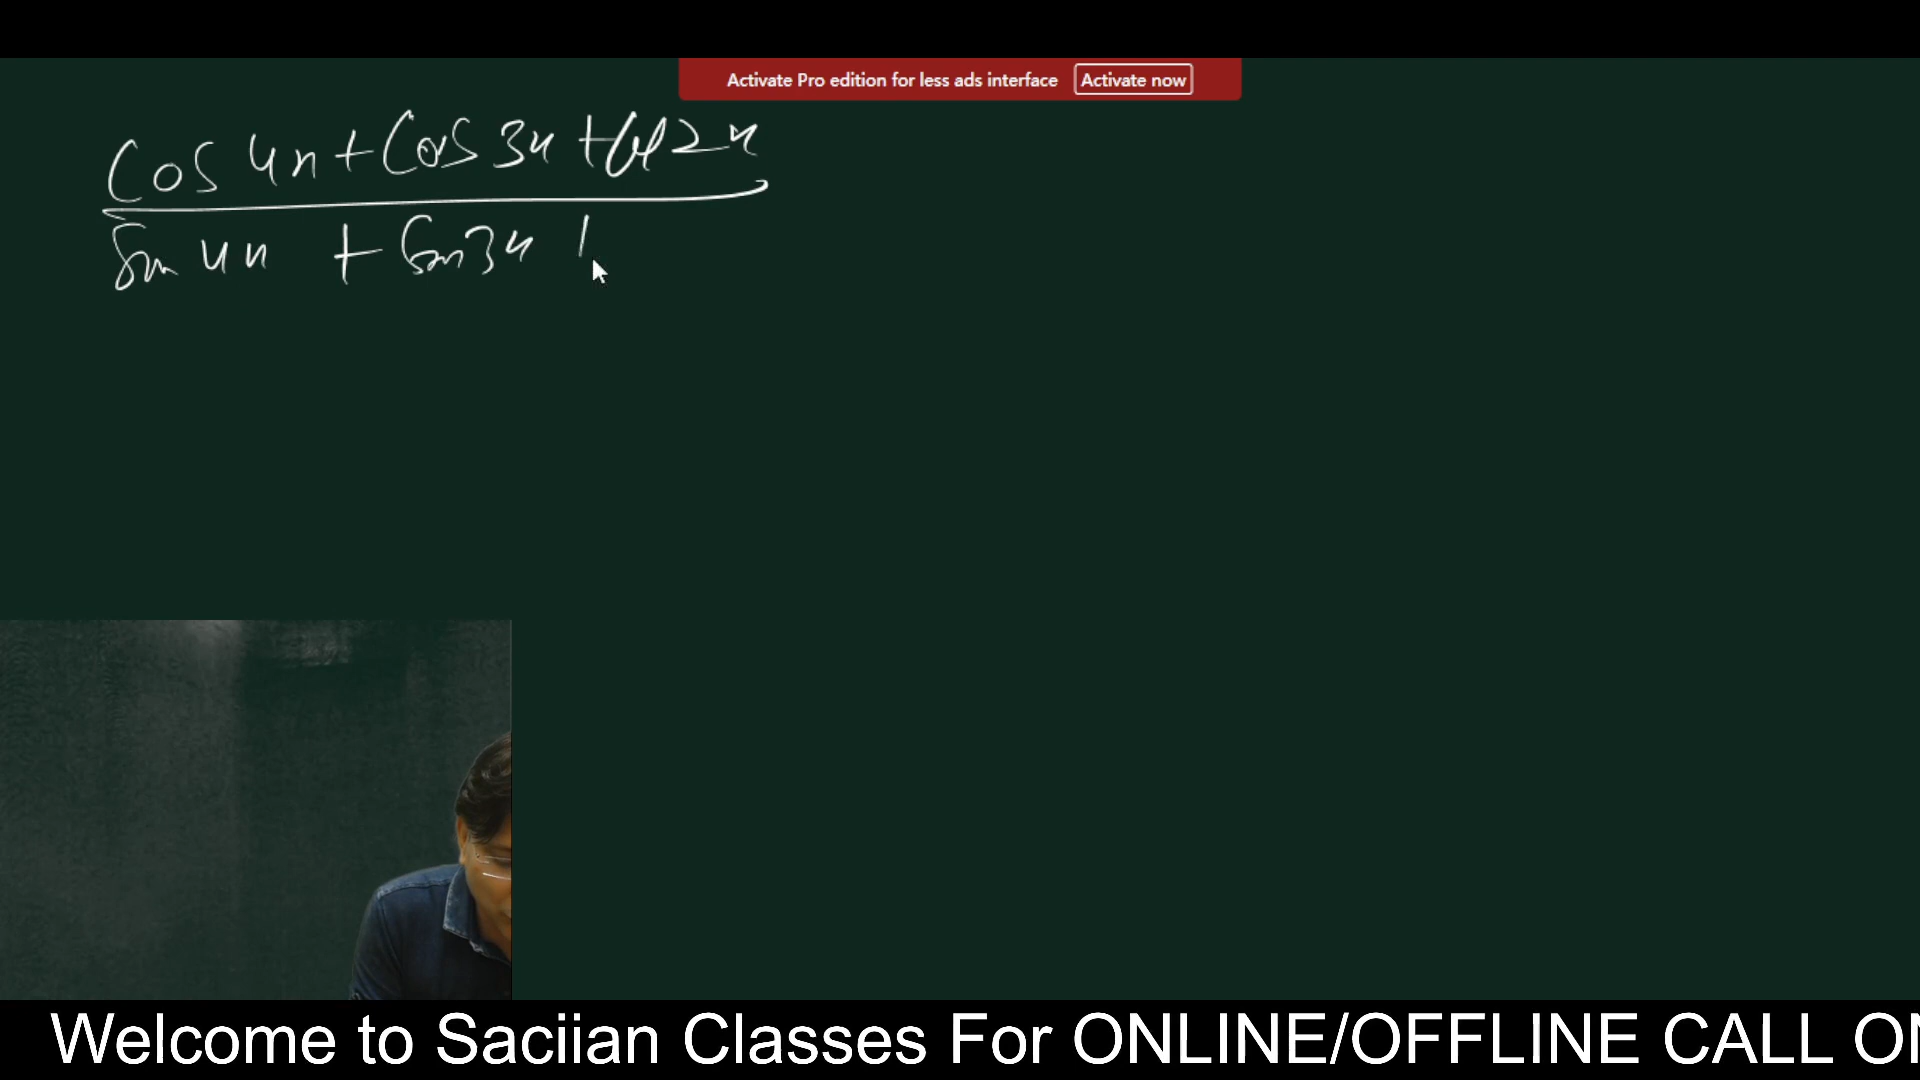 Activate Pro edition for less ads interface Activate now
Cos 4x + Cos 3x + Cos 2x
Sin 4x + Sin 3x
Welcome to Saciian Classes For ONLINE/OFFLINE CALL ON